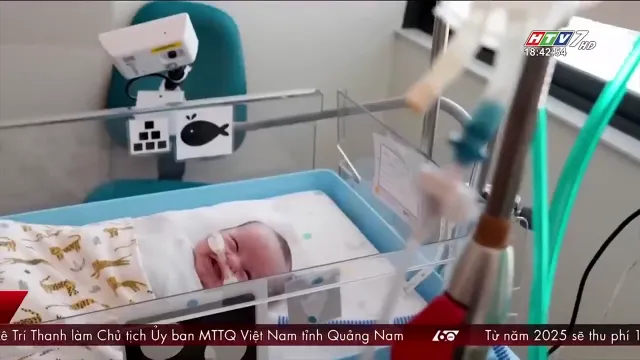 HTV7 HD
18:42:54
ê Trí Thanh làm Chủ tịch Ủy ban MTTQ Việt Nam tỉnh Quảng Nam
Từ năm 2025 sẽ thu phí 1